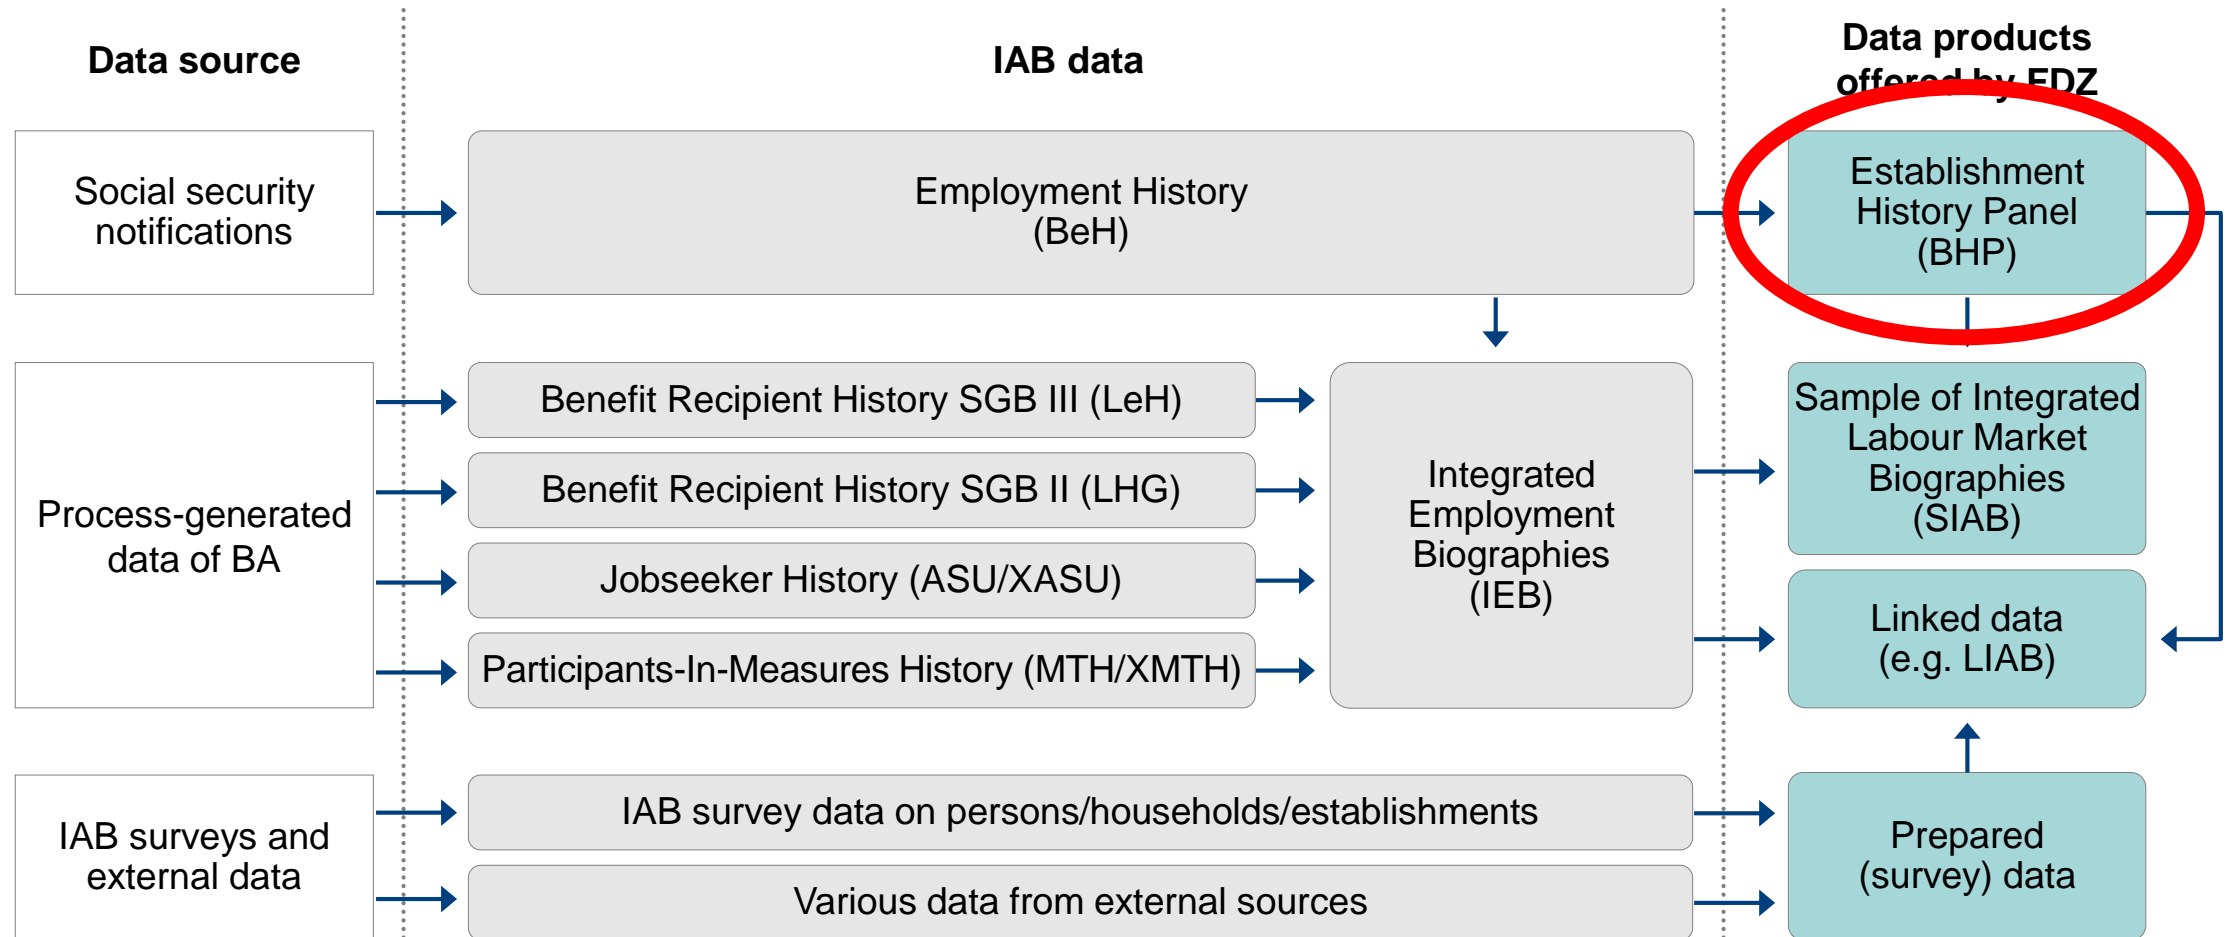 Data source
IAB data
Data products
offered by FDZ
Social security
notifications
Employment History
(BeH)
Establishment
History Panel
(BHP)
Process-generated
data of BA
Benefit Recipient History SGB III (LeH)
Benefit Recipient History SGB II (LHG)
Jobseeker History (ASU/XASU)
Participants-In-Measures History (MTH/XMTH)
Integrated
Employment
Biographies
(IEB)
Sample of Integrated
Labour Market
Biographies
(SIAB)
Linked data
(e.g. LIAB)
IAB surveys and
external data
IAB survey data on persons/households/establishments
Various data from external sources
Prepared
(survey) data